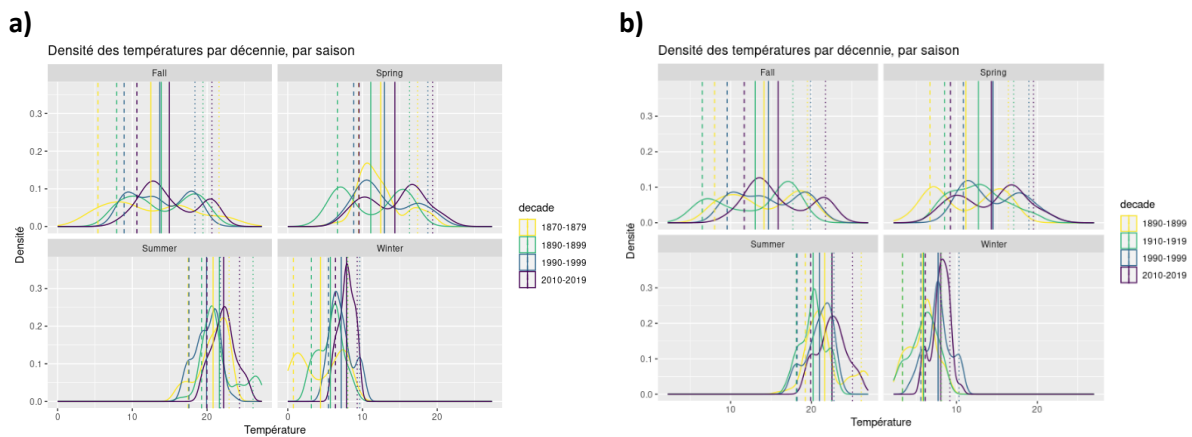 a)
Densité des températures par décennie, par saison
Fall
Spring
0.3
0.2
0.1
0.0
Summer
Winter
0.3
0.2
0.1
0.0
0
10
20
0
10
20
Densité
Température
decade
1870-1879
1890-1899
1990-1999
2010-2019
b)
Densité des températures par décennie, par saison
Fall
Spring
0.3
0.2
0.1
0.0
Summer
Winter
0.3
0.2
0.1
0.0
10
20
10
20
Densité
Température
decade
1890-1899
1910-1919
1990-1999
2010-2019